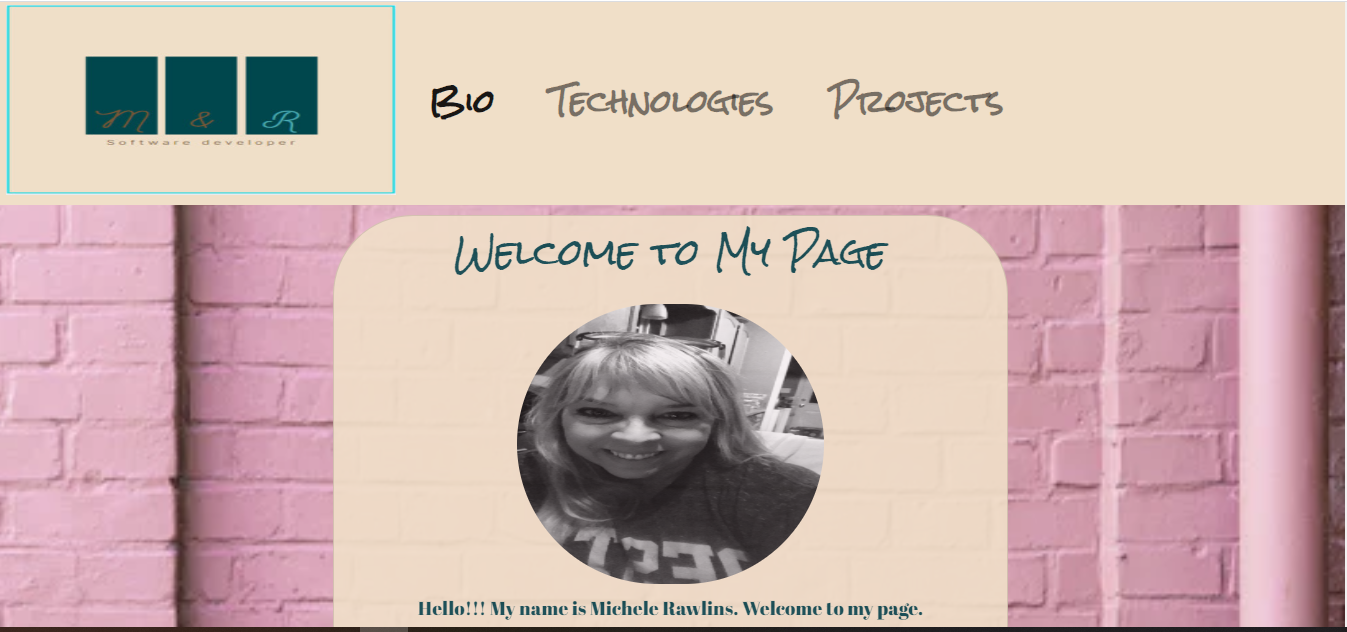 M & R
Software developer
Bio Technologies Projects
Welcome to My Page
Hello!!! My name is Michele Rawlins. Welcome to my page.